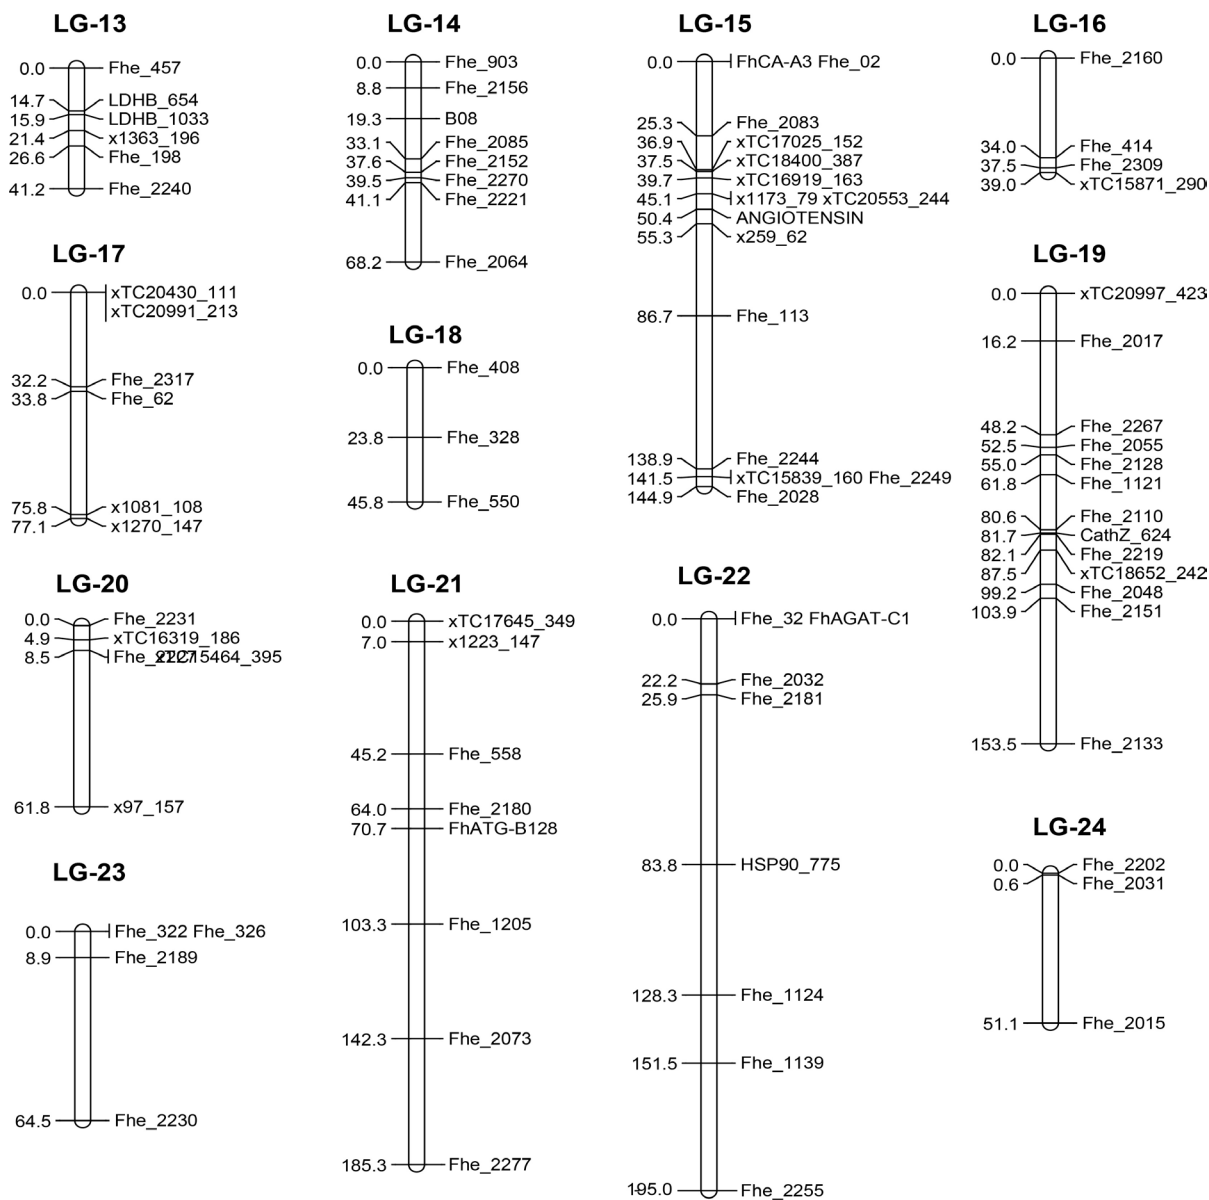 LG-13
0.0 Fhe_457
14.7 LDHB_654
15.9 LDHB_1033
21.4 x1363_196
26.6 Fhe_198
41.2 Fhe_2240
LG-14
0.0 Fhe_903
8.8 Fhe_2156
19.3 B08
33.1 Fhe_2085
37.6 Fhe_2152
39.5 Fhe_2270
41.1 Fhe_2221
68.2 Fhe_2064
LG-15
0.0 FhCA-A3 Fhe_02
25.3 Fhe_2083
36.9 xTC17025_152
37.5 xTC18400_387
39.7 xTC16919_163
45.1 x1173_79 xTC20553_244
50.4 ANGIOTENSIN
55.3 x259_62
86.7 Fhe_113
138.9 Fhe_2244
141.5 xTC15839_160 Fhe_2249
144.9 Fhe_2028
LG-16
0.0 Fhe_2160
34.0 Fhe_414
37.5 Fhe_2309
39.0 xTC15871_290
LG-17
0.0 xTC20430_111
xTC20991_213
32.2 Fhe_2317
33.8 Fhe_62
75.8 x1081_108
77.1 x1270_147
LG-18
0.0 Fhe_408
23.8 Fhe_328
45.8 Fhe_550
LG-19
0.0 xTC20997_423
16.2 Fhe_2017
48.2 Fhe_2267
52.5 Fhe_2055
55.0 Fhe_2128
61.8 Fhe_1121
80.6 Fhe_2110
81.7 CathZ_624
82.1 Fhe_2219
87.5 xTC18652_242
99.2 Fhe_2048
103.9 Fhe_2151
153.5 Fhe_2133
LG-20
0.0 Fhe_2231
4.9 xTC16319_186
8.5 xTC15464_395
61.8 x97_157
LG-21
0.0 xTC17645_349
7.0 x1223_147
45.2 Fhe_558
64.0 Fhe_2180
70.7 FhATG-B128
103.3 Fhe_1205
142.3 Fhe_2073
185.3 Fhe_2277
LG-22
0.0 Fhe_32 FhAGAT-C1
22.2 Fhe_2032
25.9 Fhe_2181
83.8 HSP90_775
128.3 Fhe_1124
151.5 Fhe_1139
195.0 Fhe_2255
LG-23
0.0 Fhe_322 Fhe_326
8.9 Fhe_2189
64.5 Fhe_2230
LG-24
0.0 Fhe_2202
0.6 Fhe_2031
51.1 Fhe_2015